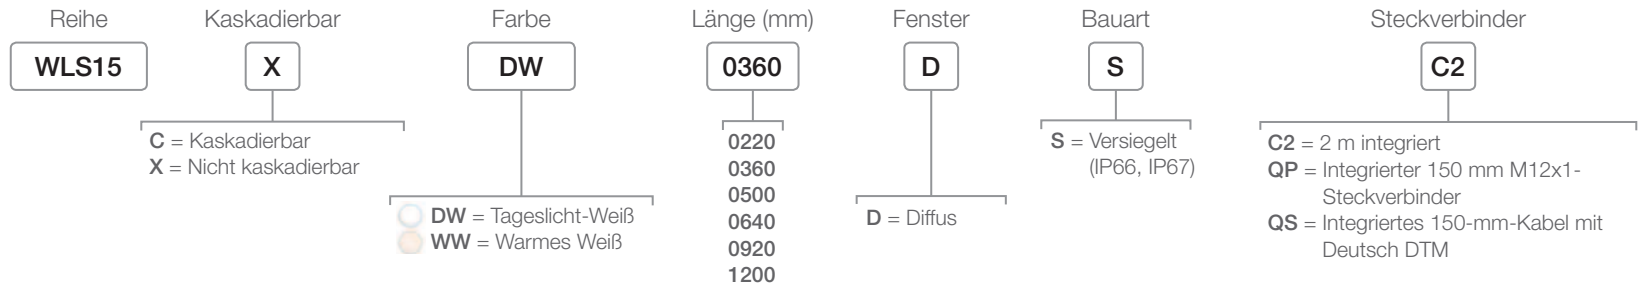 Reihe Kaskadierbar Farbe Länge (mm) Fenster Bauart Steckverbinder
WLS15 X DW 0360 D S C2
C = Kaskadierbar
X = Nicht kaskadierbar
DW = Tageslicht-Weiß
WW = Warmes Weiß
0220
0360
0500
0640
0920
1200
D = Diffus
S = Versiegelt
(IP66, IP67)
C2 = 2 m integriert
QP = Integrierter 150 mm M12x1-
Steckverbinder
QS = Integriertes 150-mm-Kabel mit
Deutsch DTM